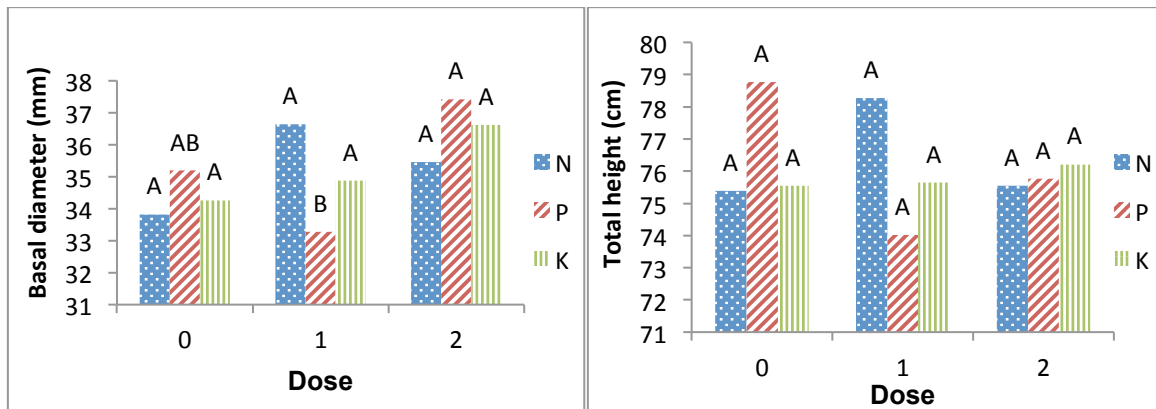 Basal diameter (mm)
38
37
36
35
34
33
32
31
A
AB
A
A
B
A
A
A
A
0
1
2
Dose
N
P
K
Total height (cm)
80
79
78
77
76
75
74
73
72
71
A
A
A
A
A
A
A
A
A
0
1
2
Dose
N
P
K